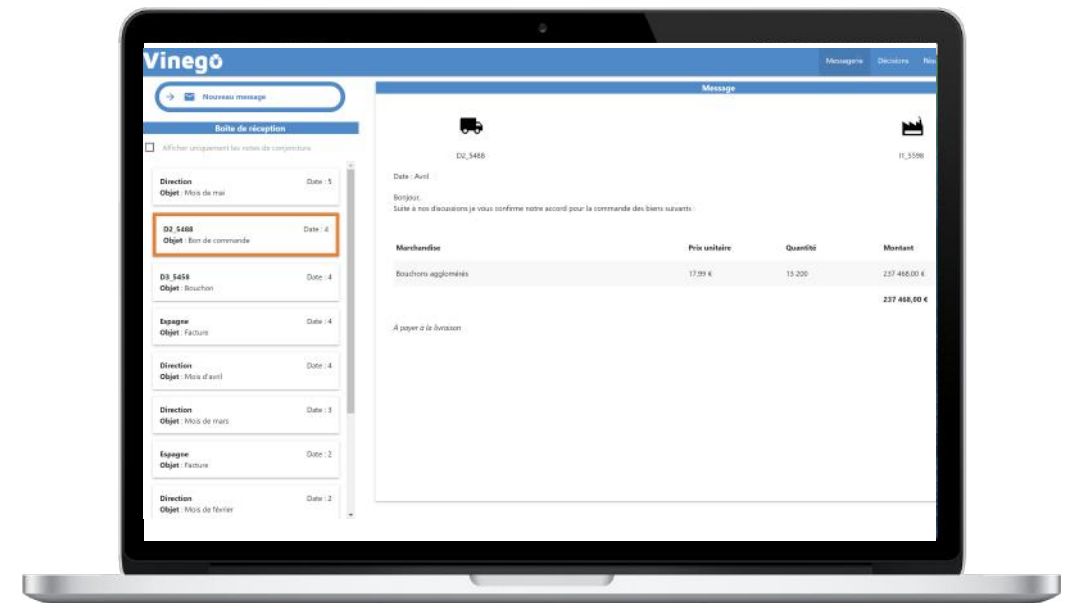 Vinegö
Messagerie Décisions
→ Nouveau message
Message
Boîte de réception
Afficher uniquement les notes de conjoncture
D2_5488 I1_5598
Direction Date : 5
Objet : Mois de mai
Date : Avril
Bonjour,
Suite à nos discussions je vous confirme notre accord pour la commande des biens suivants :
D2_5488 Date : 4
Objet : Bon de commande
Marchandise Prix unitaire Quantité Montant
Bouchons agglomérés 17,99 € 13 200 237 468,00 €
237 468,00 €
A payer à la livraison
D3_5458 Date : 4
Objet : Bouchon
Espagne Date : 4
Objet : Facture
Direction Date : 4
Objet : Mois d'avril
Direction Date : 3
Objet : Mois de mars
Espagne Date : 2
Objet : Facture
Direction Date : 2
Objet : Mois de février